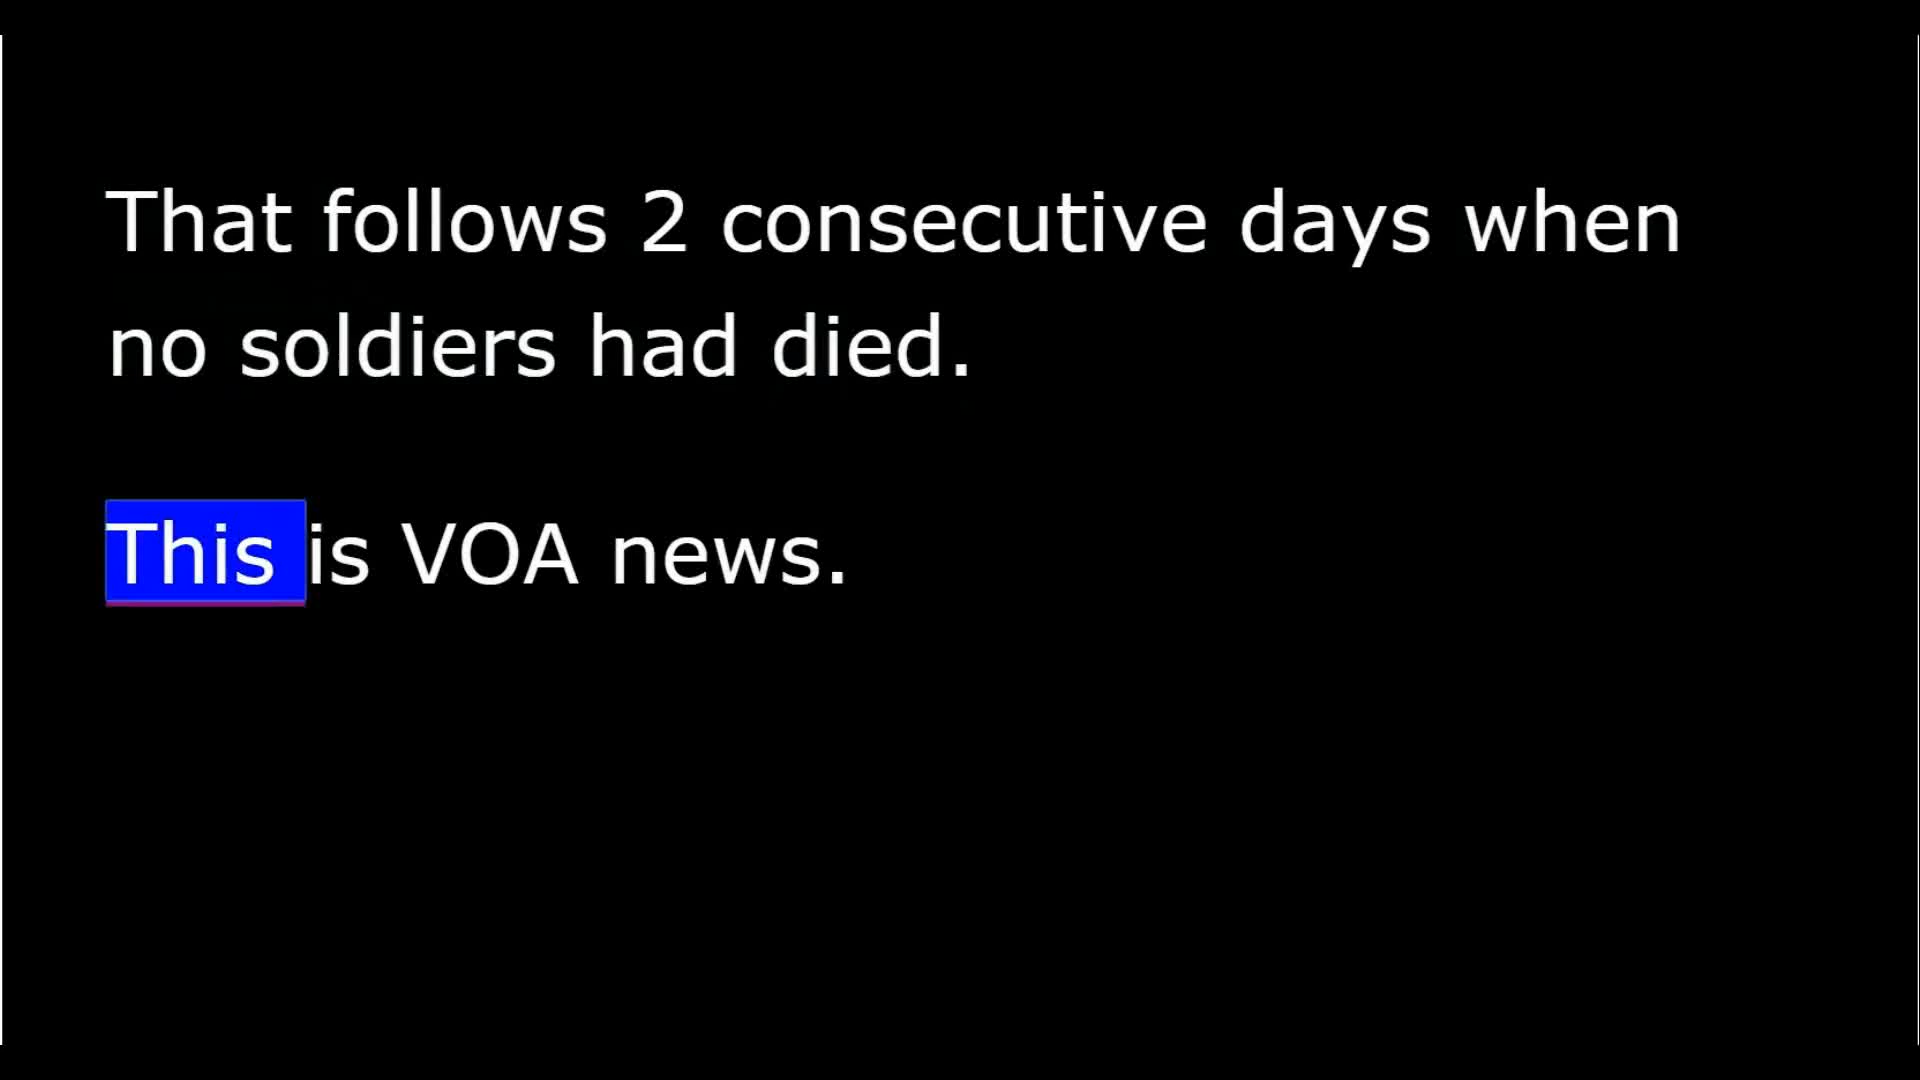 That follows 2 consecutive days when
no soldiers had died.
This is VOA news.